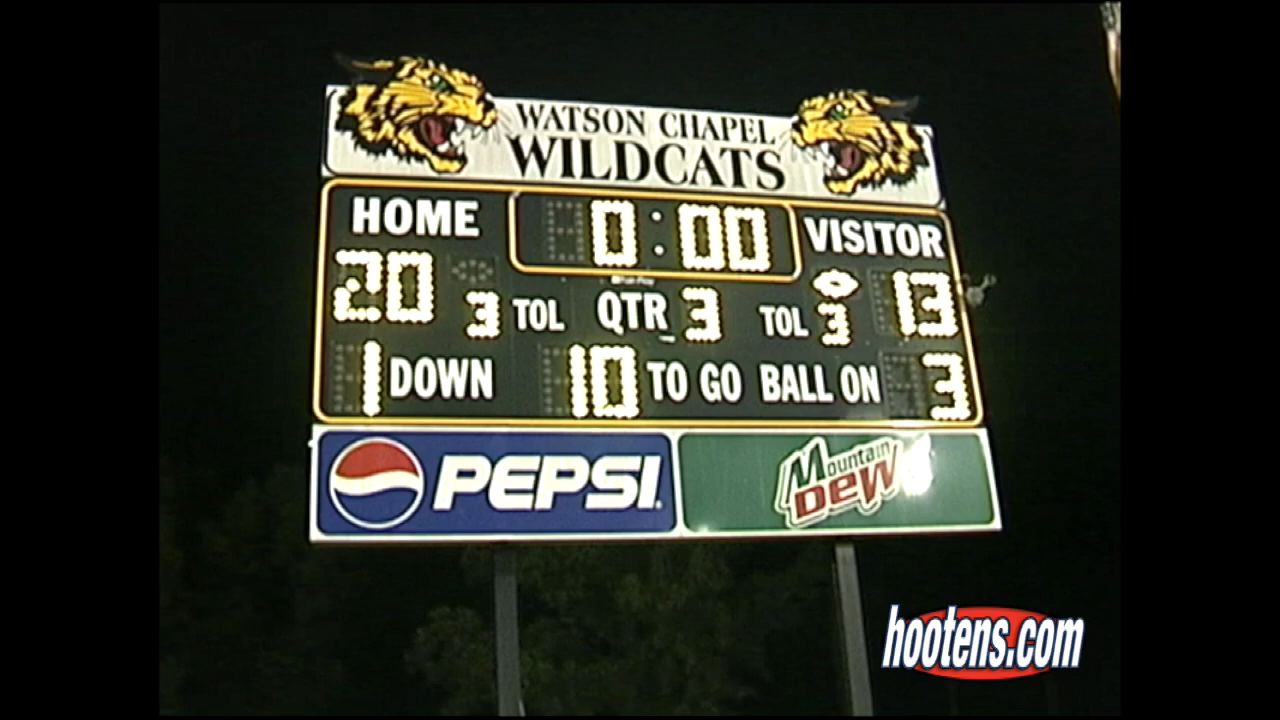 WATSON CHAPEL
WILDCATS
HOME 0:00 VISITOR
20 3 TOL QTR 3 TOL 3 13
1 DOWN 10 TO GO BALL ON 3
PEPSI Mountain
DEW
hootens.com